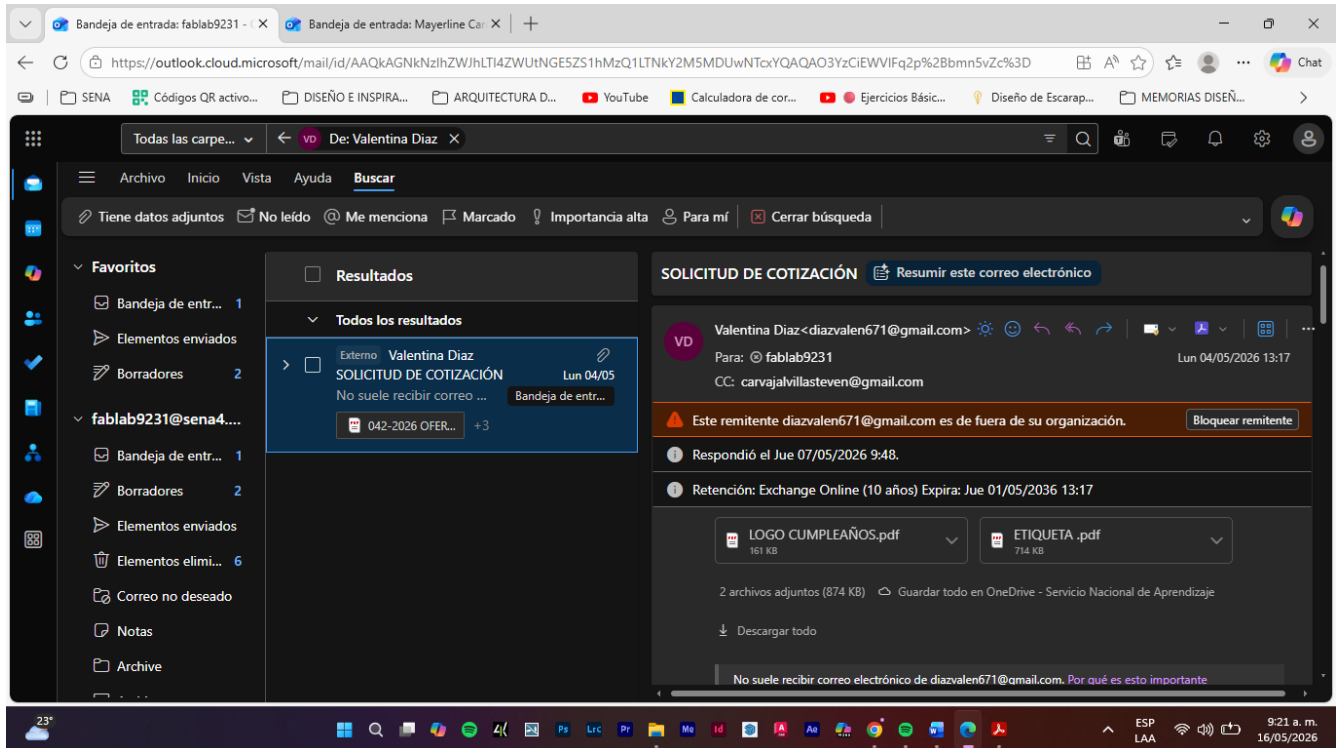 Bandeja de entrada: fablab9231 - 
Bandeja de entrada: Mayerline Car
https://outlook.cloud.microsoft/mail/id/AAQkAGNkNzIhZWJhLTI4ZWUtNGE5ZS1hMzQ1LTNkY2M5MDUwNTcxYQAQAO3YzCiEWVlFq2p%2Bbmn5vZc%3D
Chat
SENA
Códigos QR activo...
DISEÑO E INSPIRA...
ARQUITECTURA D...
YouTube
Calculadora de cor...
Ejercicios Básic...
Diseño de Escarap...
MEMORIAS DISEÑ...
Todas las carpe...
VD De: Valentina Diaz
Archivo Inicio Vista Ayuda Buscar
Tiene datos adjuntos No leído Me menciona Marcado Importancia alta Para mí Cerrar búsqueda
Favoritos
Bandeja de entr... 1
Elementos enviados
Borradores 2
fablab9231@sena4....
Bandeja de entr... 1
Borradores 2
Elementos enviados
Elementos elimi... 6
Correo no deseado
Notas
Archive
Resultados
Todos los resultados
Externo Valentina Diaz
SOLICITUD DE COTIZACIÓN Lun 04/05
No suele recibir correo ... Bandeja de entr...
042-2026 OFER... +3
SOLICITUD DE COTIZACIÓN Resumir este correo electrónico
VD
Valentina Diaz<diazvalen671@gmail.com>
Para: fablab9231 Lun 04/05/2026 13:17
CC: carvajalvillasteven@gmail.com
Este remitente diazvalen671@gmail.com es de fuera de su organización. Bloquear remitente
Respondió el Jue 07/05/2026 9:48.
Retención: Exchange Online (10 años) Expira: Jue 01/05/2036 13:17
LOGO CUMPLEAÑOS.pdf
161 KB
ETIQUETA .pdf
714 KB
2 archivos adjuntos (874 KB) Guardar todo en OneDrive - Servicio Nacional de Aprendizaje
Descargar todo
No suele recibir correo electrónico de diazvalen671@gmail.com. Por qué es esto importante
23°
Ps Lrc Pr Me Id Ae
ESP
LAA
9:21 a. m.
16/05/2026